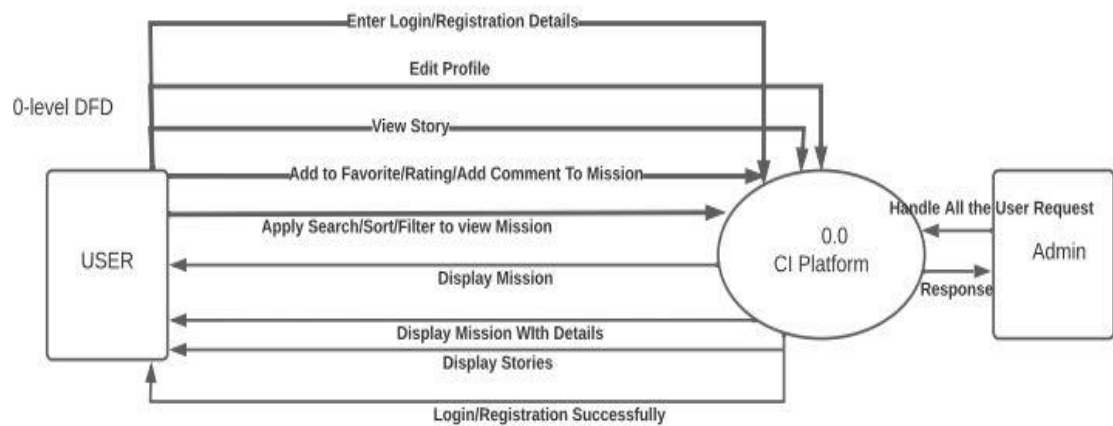 Enter Login/Registration Details
Edit Profile
0-level DFD
View Story
Add to Favorite/Rating/Add Comment To Mission
Handle All the User Request
Apply Search/Sort/Filter to view Mission
0.0
USER
CI Platform
Admin
Display Mission
Response
Display Mission WIth Details
Display Stories
Login/Registration Successfully